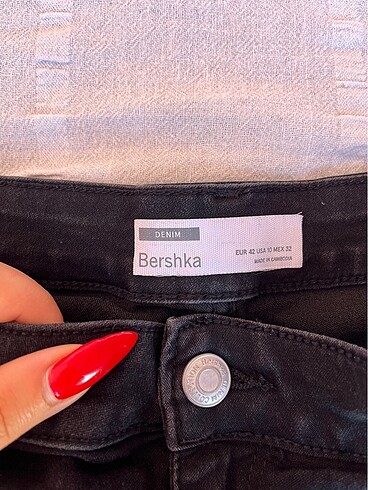 DENIM
Bershka
EUR 42 USA 10 MEX 32
MADE IN CAMBODIA